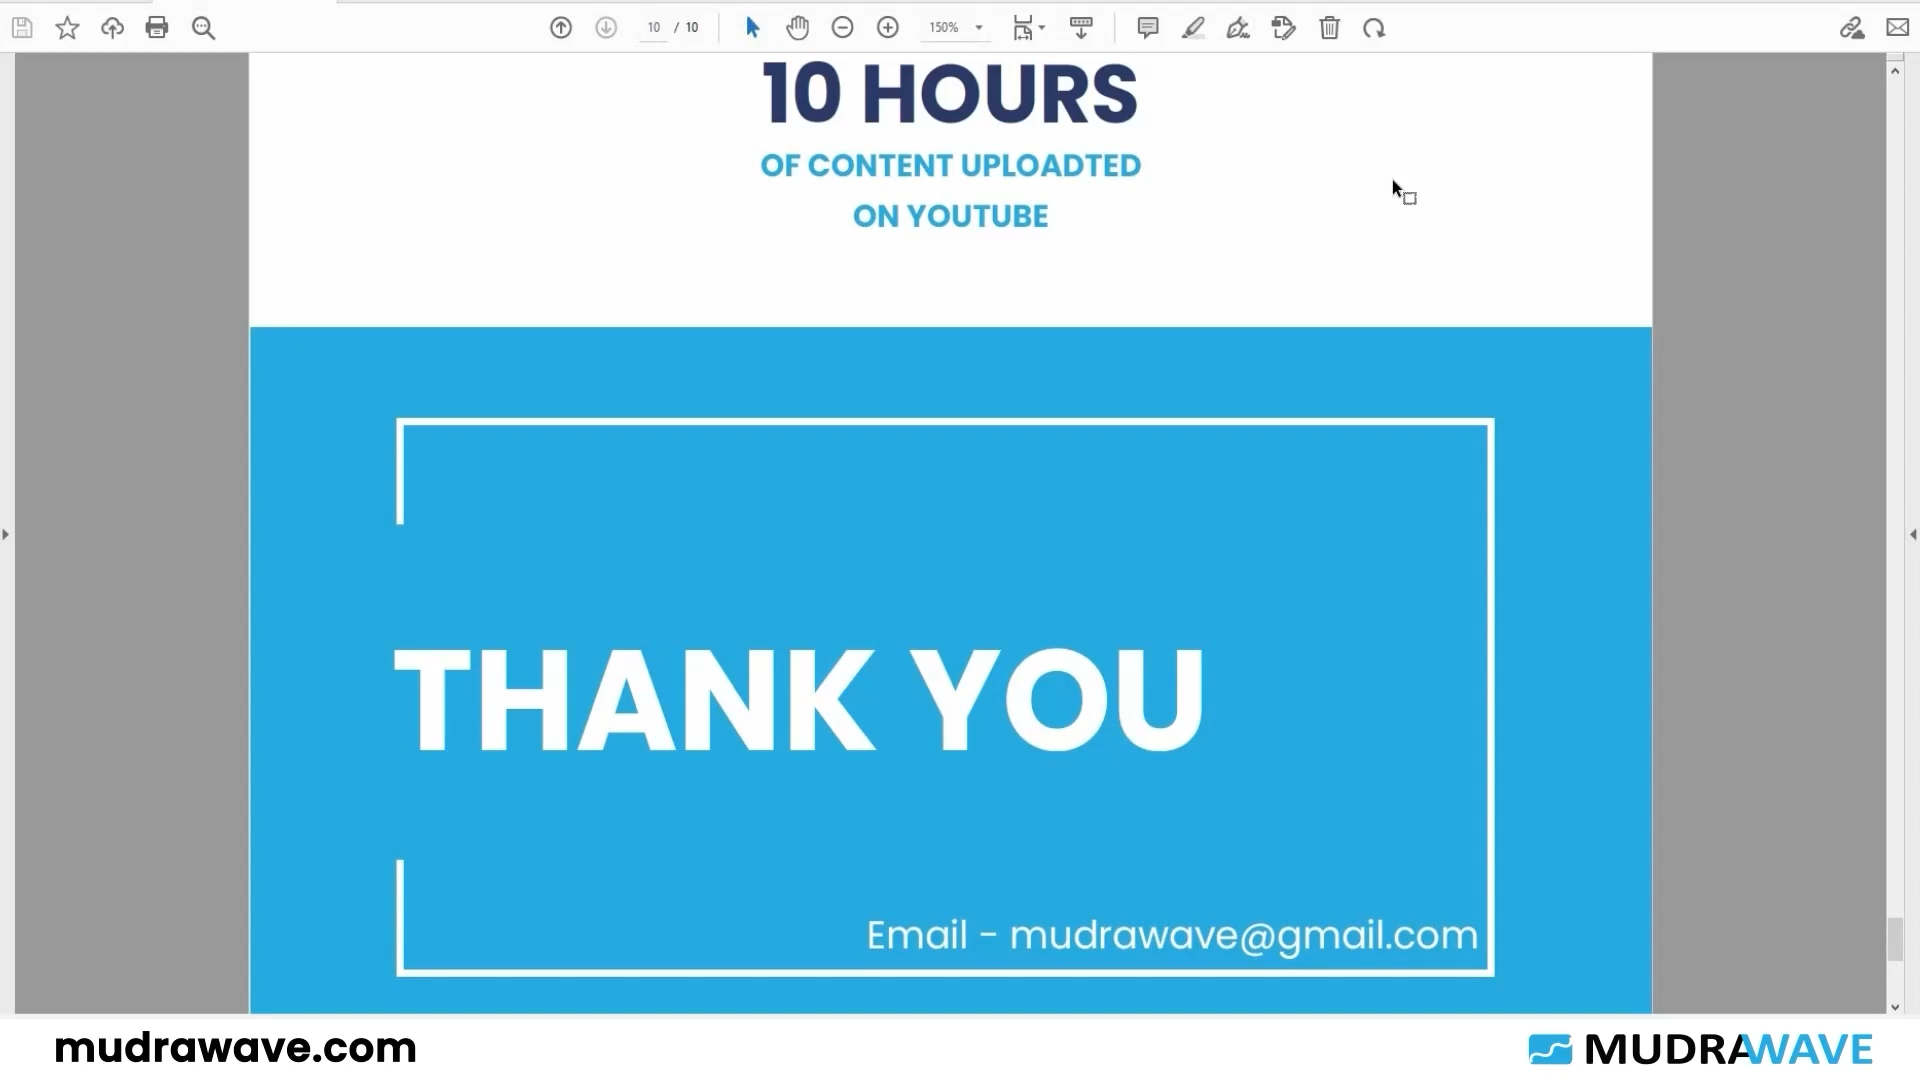 10 / 10
150%
10 HOURS
OF CONTENT UPLOADTED
ON YOUTUBE
THANK YOU
Email - mudrawave@gmail.com
mudrawave.com
MUDRAWAVE